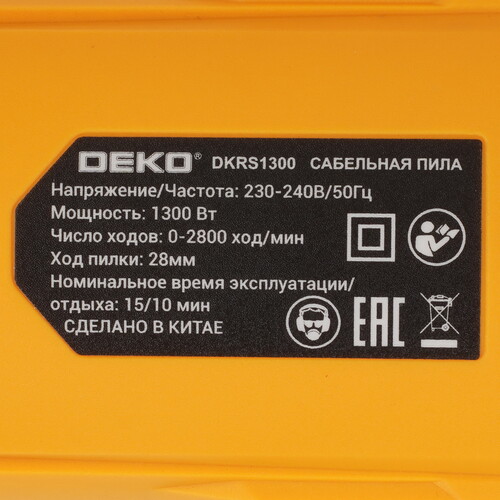 DEKO® DKRS1300 САБЕЛЬНАЯ ПИЛА
Напряжение/Частота: 230-240В/50Гц
Мощность: 1300 Вт
Число ходов: 0-2800 ход/мин
Ход пилки: 28мм
Номинальное время эксплуатации/
отдыха: 15/10 мин
СДЕЛАНО В КИТАЕ
EAC